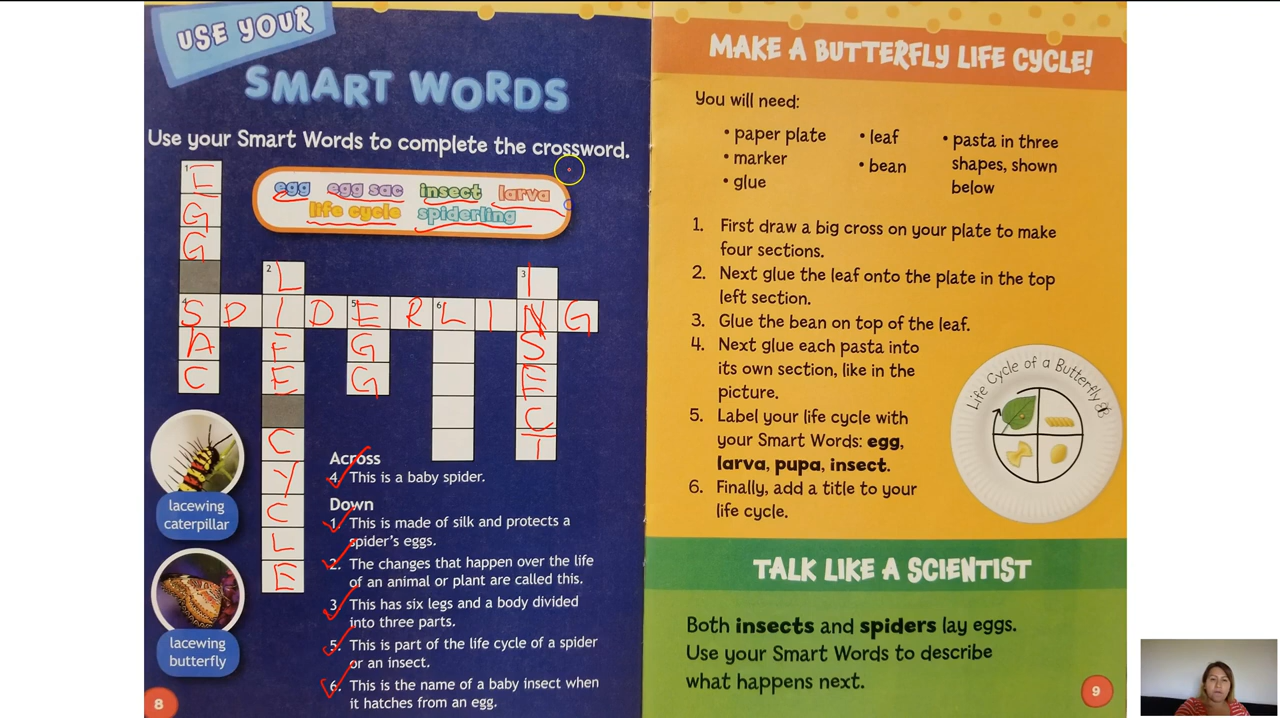 USE YOUR
SMART WORDS
Use your Smart Words to complete the crossword.
egg egg sac insect larva
life cycle spiderling
1
E
G
G
2
L
3
I
4
S P I D E R L I N G
5
6
A
C
F
E
C
Y
C
L
E
G
G
S
E
C
T
lacewing
caterpillar
lacewing
butterfly
Across
4. This is a baby spider.
Down
1. This is made of silk and protects a
spider's eggs.
2. The changes that happen over the life
of an animal or plant are called this.
3. This has six legs and a body divided
into three parts.
5. This is part of the life cycle of a spider
or an insect.
6. This is the name of a baby insect when
it hatches from an egg.
8
MAKE A BUTTERFLY LIFE CYCLE!
You will need:
• paper plate
• marker
• glue
• leaf
• bean
• pasta in three
shapes, shown
below
1. First draw a big cross on your plate to make
four sections.
2. Next glue the leaf onto the plate in the top
left section.
3. Glue the bean on top of the leaf.
4. Next glue each pasta into
its own section, like in the
picture.
5. Label your life cycle with
your Smart Words: egg,
larva, pupa, insect.
6. Finally, add a title to your
life cycle.
Life Cycle of a Butterfly
TALK LIKE A SCIENTIST
Both insects and spiders lay eggs.
Use your Smart Words to describe
what happens next.
9